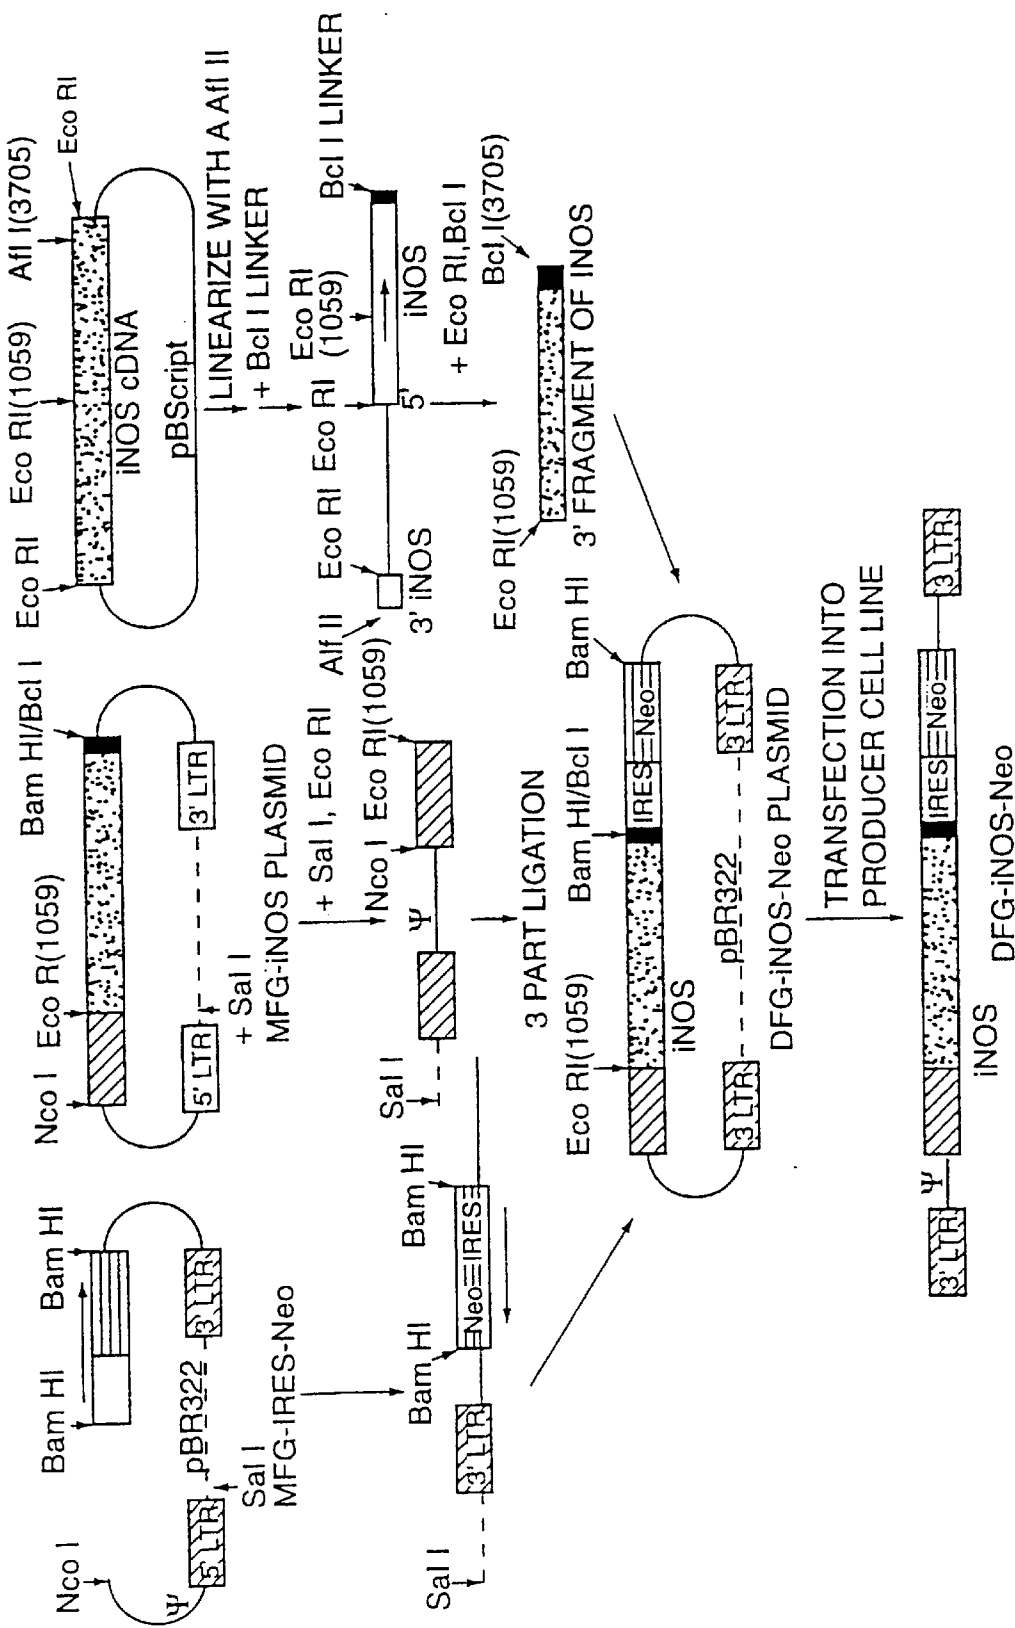 Nco I
Bam HI
Bam HI
Ψ
5' LTR
pBR322
3' LTR
Sal I
MFG-IRES-Neo
Sal I
3' LTR
Bam HI
Neo
IRES
Bam HI
Nco I
Eco R(1059)
Bam HI/Bcl I
5' LTR
3' LTR
+ Sal I
MFG-iNOS PLASMID
+ Sal I, Eco RI
Sal I
Ψ
Nco I
Eco RI(1059)
Eco RI
Eco RI(1059)
Afl I(3705)
Eco RI
iNOS cDNA
pBScript
LINEARIZE WITH A Afl II
+ Bcl I LINKER
Alf II
Eco RI
Eco RI
Eco RI
(1059)
Bcl I LINKER
3' iNOS
5'
iNOS
+ Eco RI,Bcl I
Eco RI(1059)
Bcl I(3705)
3' FRAGMENT OF iNOS
3 PART LIGATION
Eco RI(1059)
Bam HI/Bcl I
Bam HI
IRES
Neo
iNOS
3 LTR
pBR322
3 LTR
DFG-iNOS-Neo PLASMID
TRANSFECTION INTO
PRODUCER CELL LINE
3' LTR
Ψ
IRES
Neo
3 LTR
iNOS
DFG-iNOS-Neo